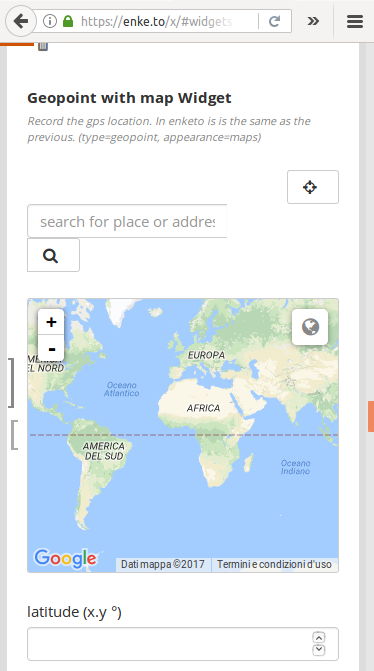 https://enke.to/x/#widgets
Geopoint with map Widget
Record the gps location. In enketo is is the same as the
previous. (type=geopoint, appearance=maps)
search for place or addres
+
-
EUROPA
EL NORD
Oceano
Atlantico
AFRICA
AMERICA
DEL SUD
Oceano
Indiano
Google
Dati mappa ©2017
Termini e condizioni d'uso
latitude (x.y °)